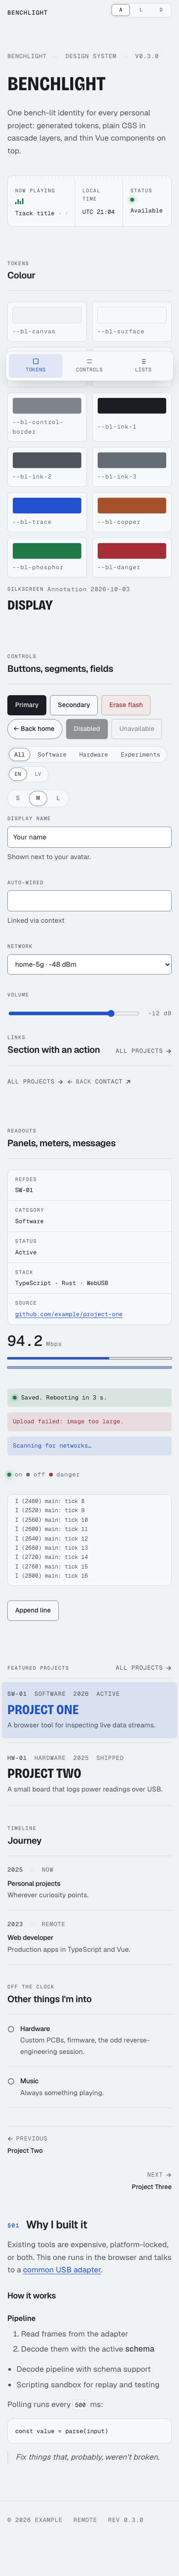 BENCHLIGHT
A L D
BENCHLIGHT DESIGN SYSTEM V0.3.0
BENCHLIGHT
One bench-lit identity for every personal
project: generated tokens, plain CSS in
cascade layers, and thin Vue components on
top.
NOW PLAYING
Track title ·
LOCAL
TIME
UTC 21:04
STATUS
Available
TOKENS
Colour
--bl-canvas
--bl-surface
TOKENS
CONTROLS
LISTS
--bl-control-
border
--bl-ink-1
--bl-ink-2
--bl-ink-3
--bl-trace
--bl-copper
--bl-phosphor
--bl-danger
SILKSCREEN Annotation 2026-10-03
DISPLAY
CONTROLS
Buttons, segments, fields
Primary
Secondary
Erase flash
← Back home
Disabled
Unavailable
All Software Hardware Experiments
EN LV
S M L
DISPLAY NAME
Your name
Shown next to your avatar.
AUTO-WIRED
Linked via context
NETWORK
home-5g · -48 dBm
VOLUME
-12 dB
LINKS
Section with an action
ALL PROJECTS →
ALL PROJECTS → ← BACK CONTACT ↗
READOUTS
Panels, meters, messages
REFDES
SW-01
CATEGORY
Software
STATUS
Active
STACK
TypeScript · Rust · WebUSB
SOURCE
github.com/example/project-one
94.2 Mbps
Saved. Rebooting in 3 s.
Upload failed: image too large.
Scanning for networks…
on off danger
I (2480) main: tick 8
I (2520) main: tick 9
I (2560) main: tick 10
I (2600) main: tick 11
I (2640) main: tick 12
I (2680) main: tick 13
I (2720) main: tick 14
I (2760) main: tick 15
I (2800) main: tick 16
Append line
FEATURED PROJECTS
ALL PROJECTS →
SW-01 SOFTWARE 2026 ACTIVE
PROJECT ONE
A browser tool for inspecting live data streams.
HW-01 HARDWARE 2025 SHIPPED
PROJECT TWO
A small board that logs power readings over USB.
TIMELINE
Journey
2025 NOW
Personal projects
Wherever curiosity points.
2023 REMOTE
Web developer
Production apps in TypeScript and Vue.
OFF THE CLOCK
Other things I'm into
Hardware
Custom PCBs, firmware, the odd reverse-
engineering session.
Music
Always something playing.
← PREVIOUS
Project Two
NEXT →
Project Three
§01 Why I built it
Existing tools are expensive, platform-locked,
or both. This one runs in the browser and talks
to a common USB adapter.
How it works
Pipeline
1. Read frames from the adapter
2. Decode them with the active schema
• Decode pipeline with schema support
• Scripting sandbox for replay and testing
Polling runs every 500 ms:
const value = parse(input)
Fix things that, probably, weren't broken.
© 2026 EXAMPLE REMOTE REV 0.3.0